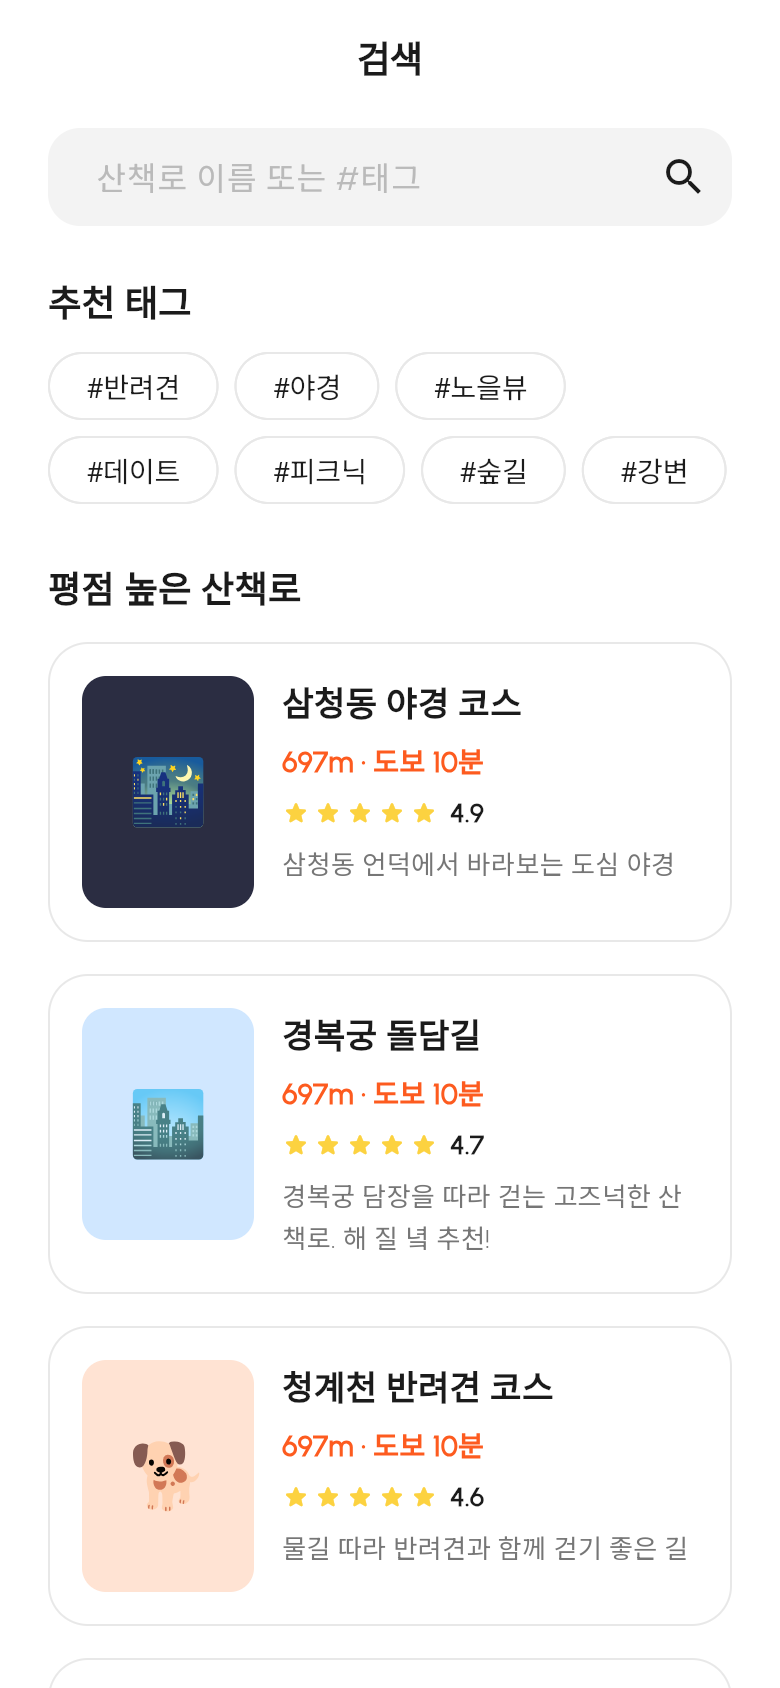 검색
산책로 이름 또는 #태그
추천 태그
#반려견 #야경 #노을뷰
#데이트 #피크닉 #숲길 #강변
평점 높은 산책로
삼청동 야경 코스
697m · 도보 10분
★ ★ ★ ★ ★ 4.9
삼청동 언덕에서 바라보는 도심 야경
경복궁 돌담길
697m · 도보 10분
★ ★ ★ ★ ★ 4.7
경복궁 담장을 따라 걷는 고즈넉한 산
책로. 해 질 녘 추천!
청계천 반려견 코스
697m · 도보 10분
★ ★ ★ ★ ★ 4.6
물길 따라 반려견과 함께 걷기 좋은 길